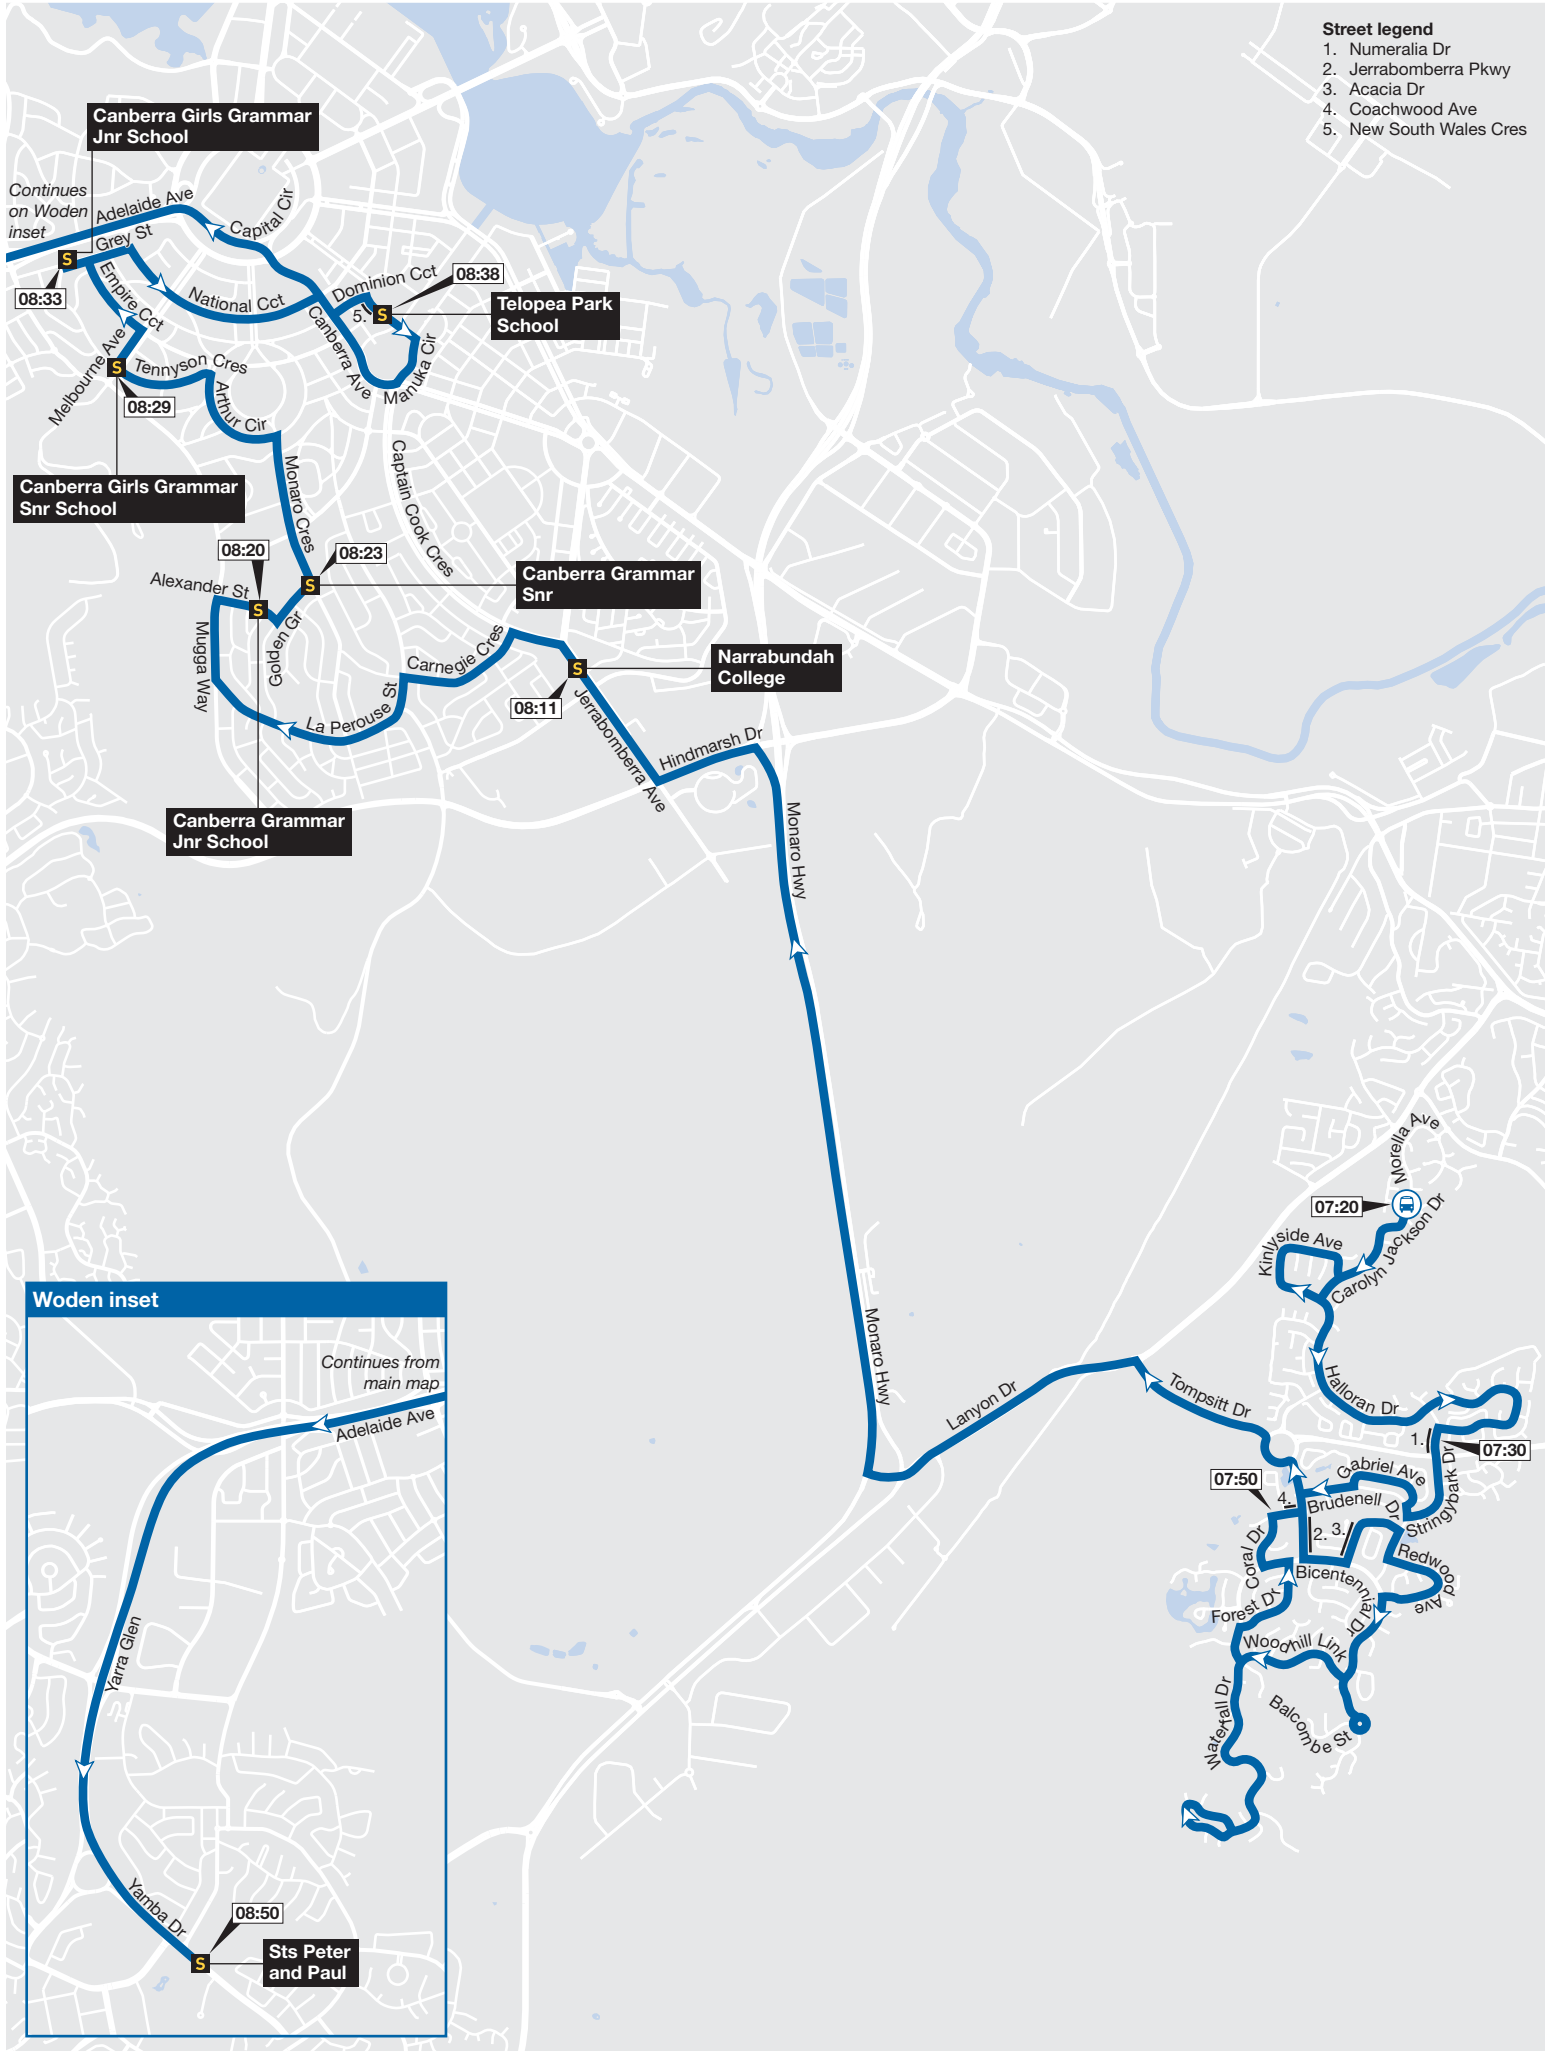 Street legend
1. Numeralia Dr
2. Jerrabomberra Pkwy
3. Acacia Dr
4. Coachwood Ave
5. New South Wales Cres
Canberra Girls Grammar
Jnr School
Continues
on Woden
inset
Adelaide Ave
Capital Cir
Grey St
S
08:33
Empire Cct
National Cct
Dominion Cct
08:38
Telopea Park
School
5.
S
Canberra Ave
Manuka Cir
Melbourne Ave
S
Tennyson Cres
08:29
Arthur Cir
Canberra Girls Grammar
Snr School
Monaro Cres
Captain Cook Cres
08:20
08:23
Alexander St
S
S
Canberra Grammar
Snr
Golden Gr
Mugga Way
Carnegie Cres
La Perouse St
S
Narrabundah
College
08:11
Jerrabomberra Ave
Hindmarsh Dr
Canberra Grammar
Jnr School
Monaro Hwy
Morella Ave
07:20
Carolyn Jackson Dr
Kinlyside Ave
Monaro Hwy
Lanyon Dr
Tompsitt Dr
Halloran Dr
1.
07:30
07:50
Gabriel Ave
4.
Brudenell Dr
Stringybark Dr
2.
3.
Coral Dr
Redwood Ave
Bicentennial Dr
Forest Dr
Woodhill Link
Waterfall Dr
Balcombe St
Woden inset
Continues from
main map
Adelaide Ave
Yarra Glen
Yamba Dr
08:50
S
Sts Peter
and Paul